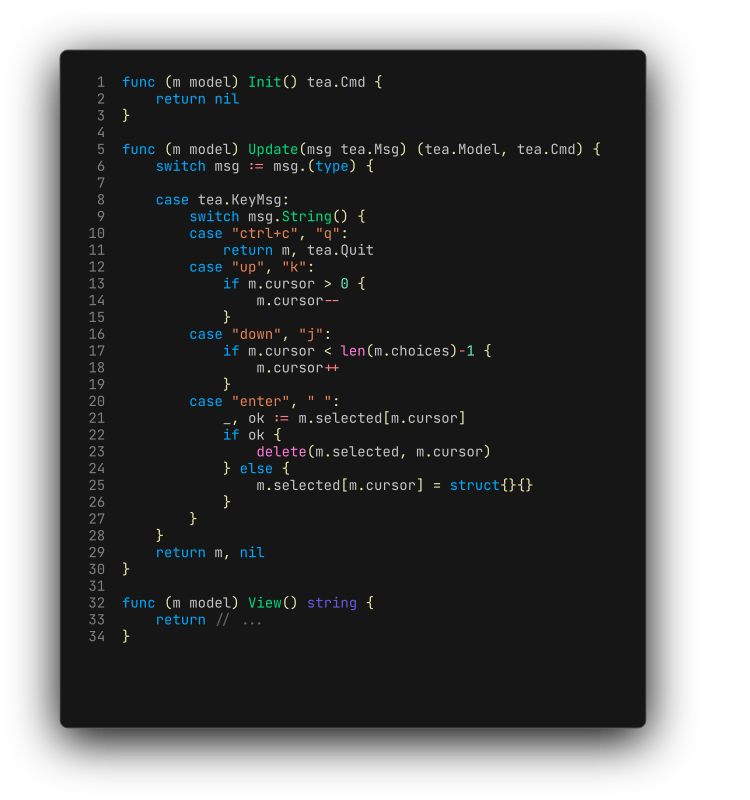 1 func (m model) Init() tea.Cmd {
2     return nil
3 }
4
5 func (m model) Update(msg tea.Msg) (tea.Model, tea.Cmd) {
6     switch msg := msg.(type) {
7
8     case tea.KeyMsg:
9         switch msg.String() {
10         case "ctrl+c", "q":
11             return m, tea.Quit
12         case "up", "k":
13             if m.cursor > 0 {
14                 m.cursor--
15             }
16         case "down", "j":
17             if m.cursor < len(m.choices)-1 {
18                 m.cursor++
19             }
20         case "enter", " ":
21             _, ok := m.selected[m.cursor]
22             if ok {
23                 delete(m.selected, m.cursor)
24             } else {
25                 m.selected[m.cursor] = struct{}{}
26             }
27         }
28     }
29     return m, nil
30 }
31
32 func (m model) View() string {
33     return // ...
34 }